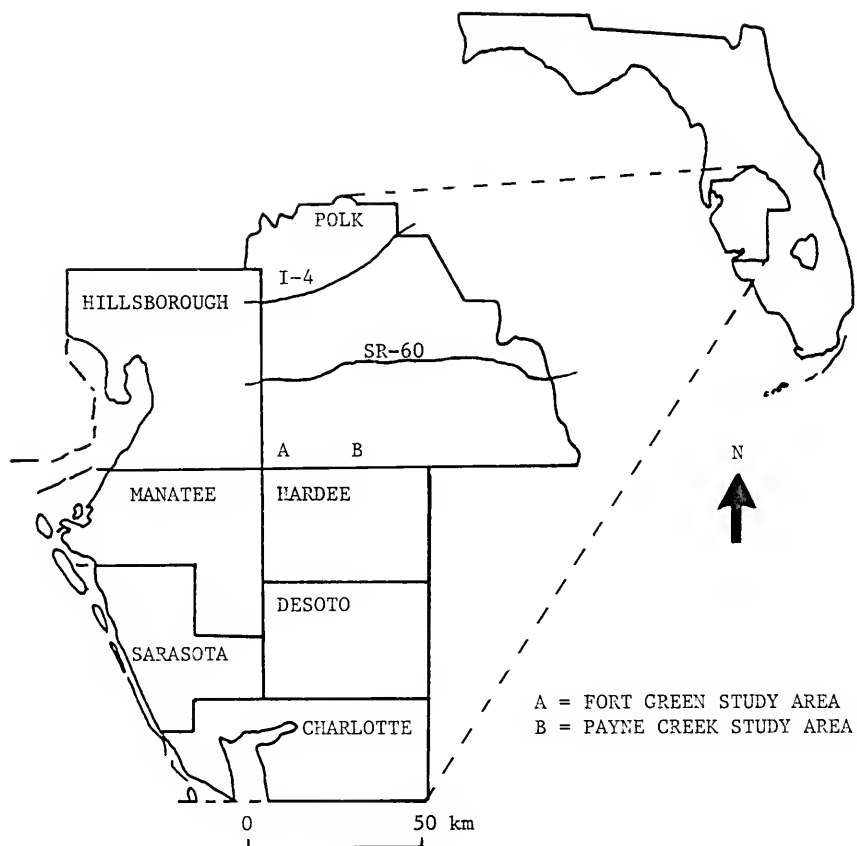 POLK
I-4
HILLSBOROUGH
SR-60
A B
N
MANATEE HARDEE
DESOTO
SARASOTA
A = FORT GREEN STUDY AREA
B = PAYNE CREEK STUDY AREA
CHARLOTTE
0 50 km